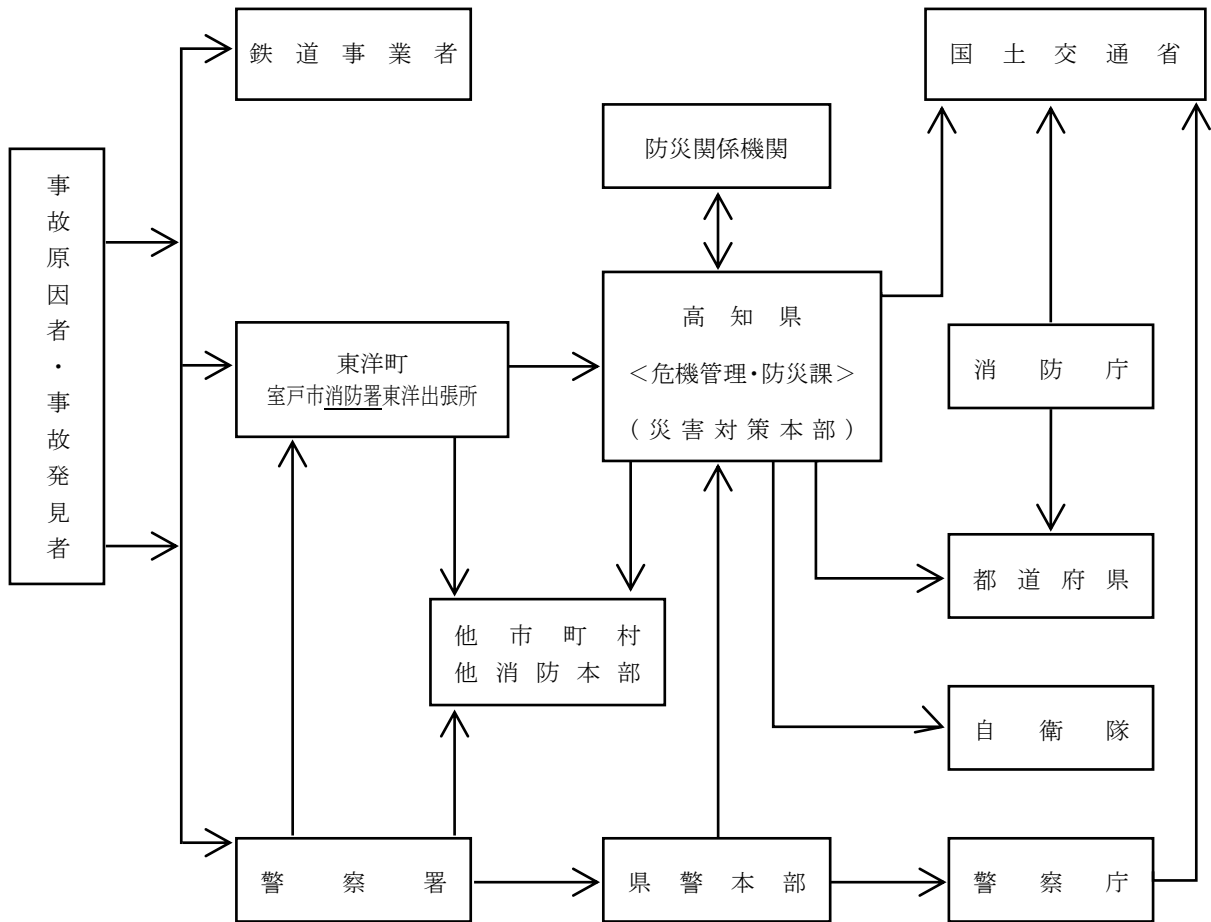 鉄道事業者
国土交通省
防災関係機関
事故原因者・事故発見者
高知県
<危機管理・防災課>
(災害対策本部)
東洋町
室戸市消防署東洋出張所
消防庁
都道府県
他市町村
他消防本部
自衛隊
警察署
県警本部
警察庁